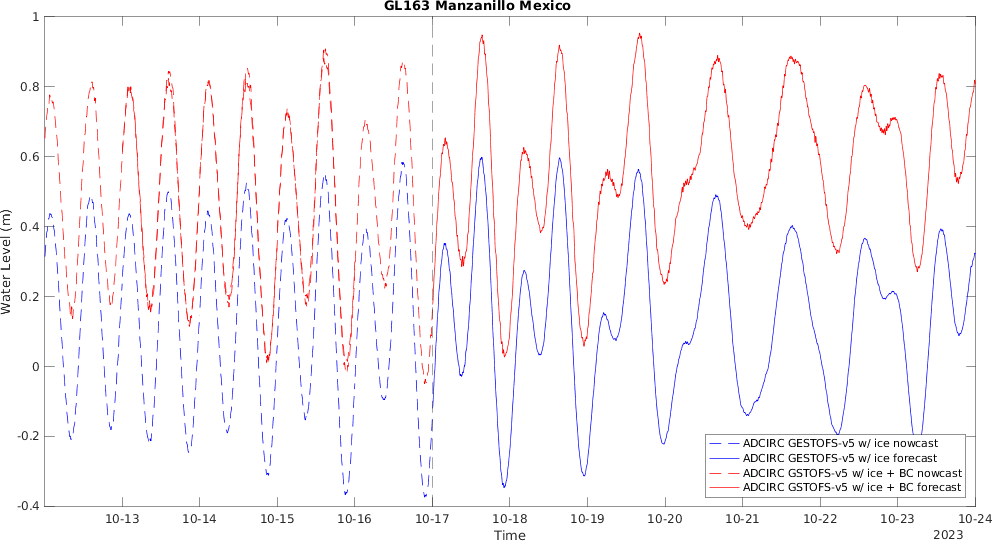 GL163 Manzanillo Mexico
1
0.8
0.6
0.4
0.2
0
-0.2
-0.4
Water Level (m)
ADCIRC GESTOFS-v5 w/ ice nowcast
ADCIRC GESTOFS-v5 w/ ice forecast
ADCIRC GSTOFS-v5 w/ ice + BC nowcast
ADCIRC GSTOFS-v5 w/ ice + BC forecast
10-13 10-14 10-15 10-16 10-17 10-18 10-19 10-20 10-21 10-22 10-23 10-24
Time
2023